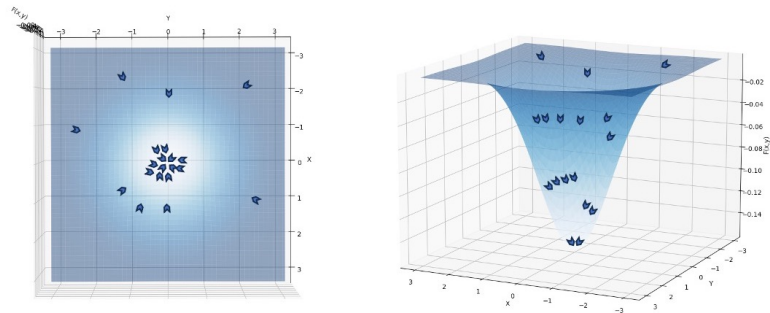 F(x,y)
Y
−3 −2 −1 0 1 2 3
−3
−2
−1
0
X
1
2
3
−0.02
−0.04
−0.06
−0.08
−0.10
−0.12
−0.14
F(x,y)
3 2 1 0 −1 −2 −3
X
3 2 1 0 −1 −2 −3
Y